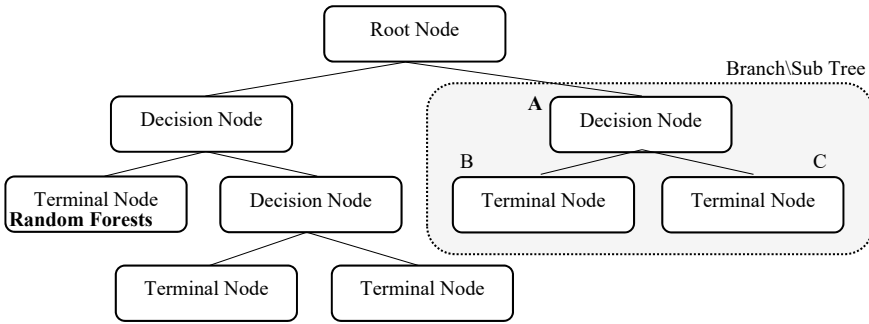 Root Node
Branch\Sub Tree
Decision Node
A
Decision Node
B
C
Terminal Node
Random Forests
Decision Node
Terminal Node
Terminal Node
Terminal Node
Terminal Node